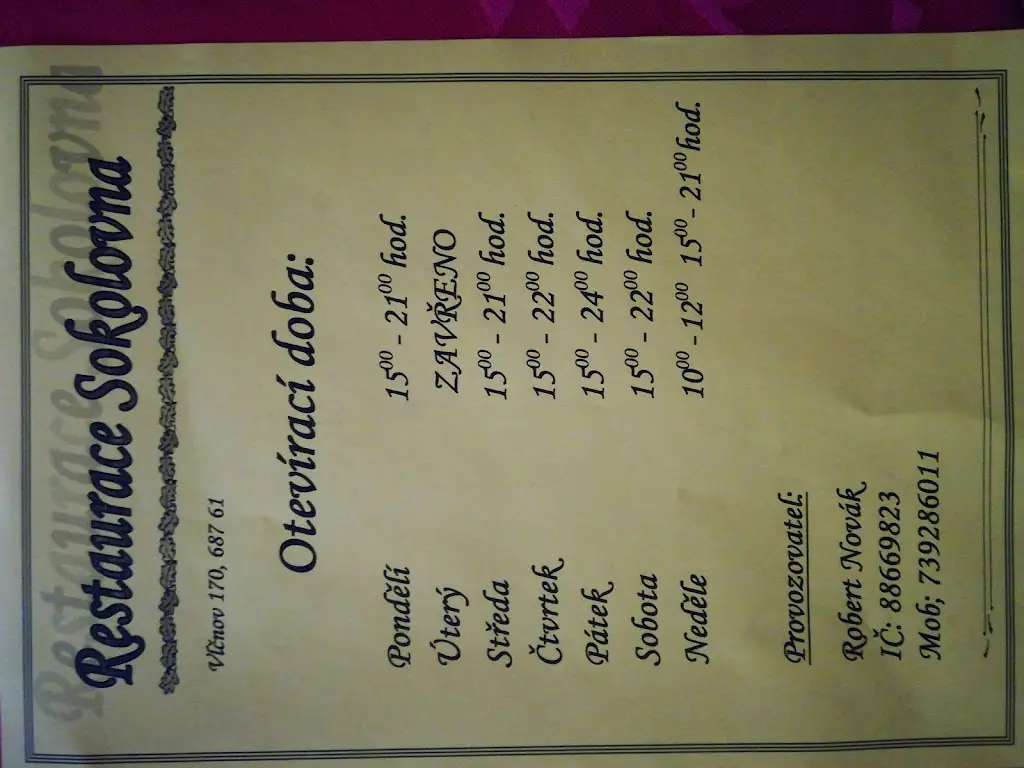 Restaurace Sokolovna
Vlčnov 170, 687 61
Otevírací doba:
Pondělí 15⁰⁰ - 21⁰⁰ hod.
Úterý ZAVŘENO
Středa 15⁰⁰ - 21⁰⁰ hod.
Čtvrtek 15⁰⁰ - 22⁰⁰ hod.
Pátek 15⁰⁰ - 24⁰⁰ hod.
Sobota 15⁰⁰ - 22⁰⁰ hod.
Neděle 10⁰⁰ - 12⁰⁰ 15⁰⁰ - 21⁰⁰ hod.
Provozovatel:
Robert Novák
IČ: 88669823
Mob; 739286011